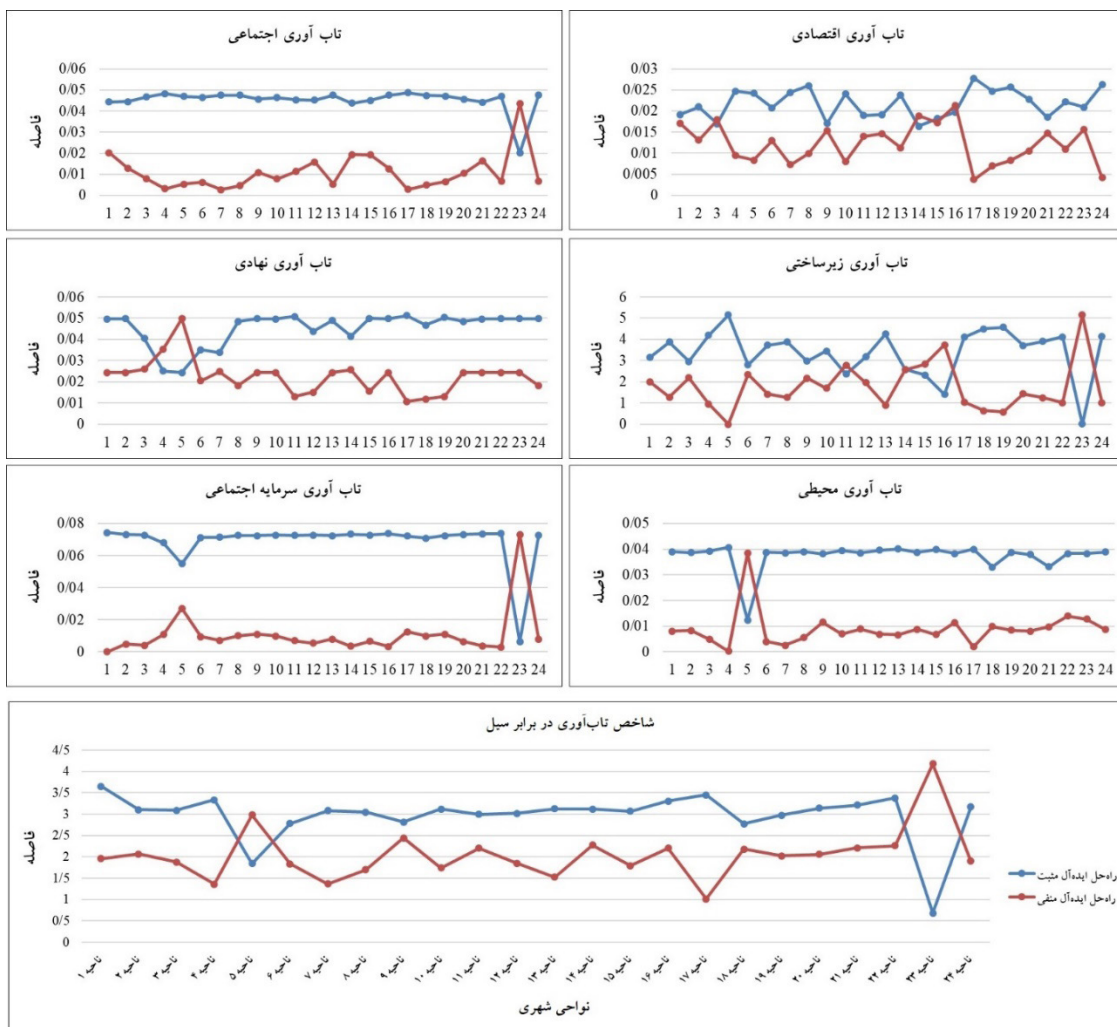 تاب آوری اقتصادی
0/03
0/025
0/02
0/015
0/01
0/005
0
فاصله
1 2 3 4 5 6 7 8 9 10 11 12 13 14 15 16 17 18 19 20 21 22 23 24
تاب آوری اجتماعی
0/06
0/05
0/04
0/03
0/02
0/01
0
فاصله
1 2 3 4 5 6 7 8 9 10 11 12 13 14 15 16 17 18 19 20 21 22 23 24
تاب آوری زیرساختی
6
5
4
3
2
1
0
فاصله
1 2 3 4 5 6 7 8 9 10 11 12 13 14 15 16 17 18 19 20 21 22 23 24
تاب آوری نهادی
0/06
0/05
0/04
0/03
0/02
0/01
0
فاصله
1 2 3 4 5 6 7 8 9 10 11 12 13 14 15 16 17 18 19 20 21 22 23 24
تاب آوری محیطی
0/05
0/04
0/03
0/02
0/01
0
فاصله
1 2 3 4 5 6 7 8 9 10 11 12 13 14 15 16 17 18 19 20 21 22 23 24
تاب آوری سرمایه اجتماعی
0/08
0/06
0/04
0/02
0
فاصله
1 2 3 4 5 6 7 8 9 10 11 12 13 14 15 16 17 18 19 20 21 22 23 24
شاخص تاب‌آوری در برابر سیل
4/5
4
3/5
3
2/5
2
1/5
1
0/5
0
فاصله
ناحیه ۱
ناحیه ۲
ناحیه ۳
ناحیه ۴
ناحیه ۵
ناحیه ۶
ناحیه ۷
ناحیه ۸
ناحیه ۹
ناحیه ۱۰
ناحیه ۱۱
ناحیه ۱۲
ناحیه ۱۳
ناحیه ۱۴
ناحیه ۱۵
ناحیه ۱۶
ناحیه ۱۷
ناحیه ۱۸
ناحیه ۱۹
ناحیه ۲۰
ناحیه ۲۱
ناحیه ۲۲
ناحیه ۲۳
ناحیه ۲۴
نواحی شهری
راه‌حل ایده‌آل مثبت
راه‌حل ایده‌آل منفی